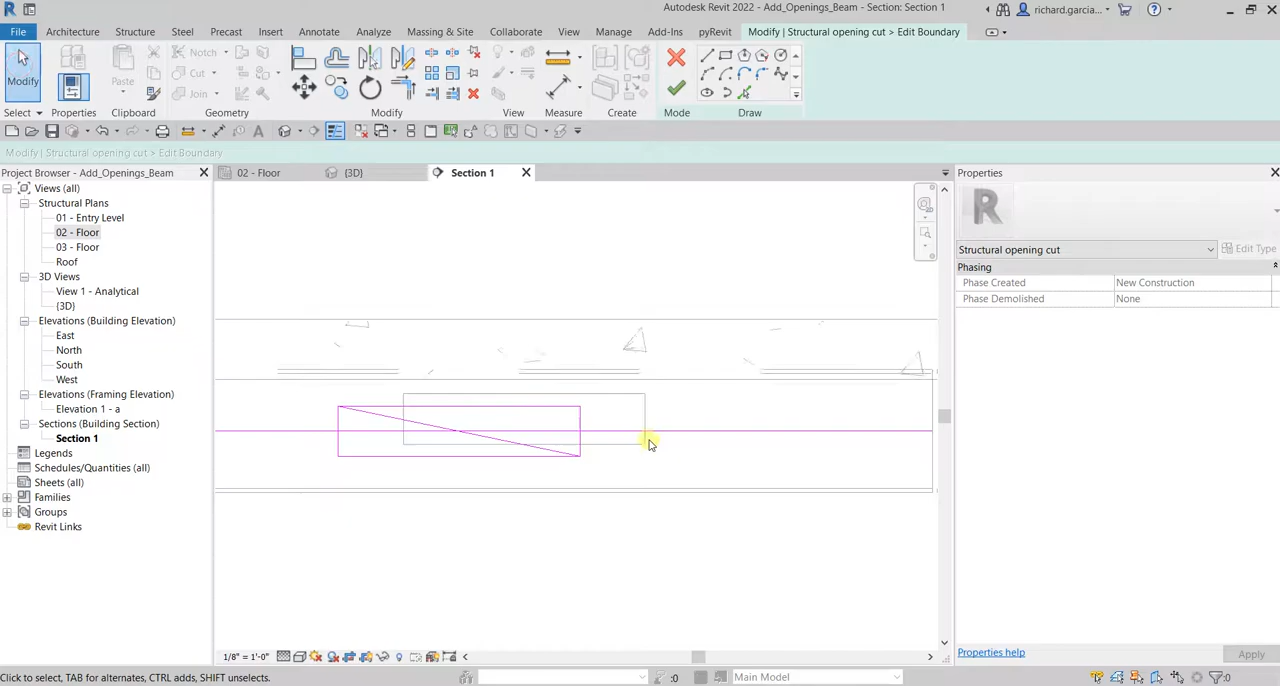 Autodesk Revit 2022 - Add_Openings_Beam - Section: Section 1
richard.garcia...
File Architecture Structure Steel Precast Insert Annotate Analyze Massing & Site Collaborate View Manage Add-Ins pyRevit Modify | Structural opening cut > Edit Boundary
Modify
Paste
Notch
Cut
Join
Select Properties Clipboard Geometry Modify View Measure Create Mode Draw
Modify | Structural opening cut > Edit Boundary
Project Browser - Add_Openings_Beam
Views (all)
Structural Plans
01 - Entry Level
02 - Floor
03 - Floor
Roof
3D Views
View 1 - Analytical
{3D}
Elevations (Building Elevation)
East
North
South
West
Elevations (Framing Elevation)
Elevation 1 - a
Sections (Building Section)
Section 1
Legends
Schedules/Quantities (all)
Sheets (all)
Families
Groups
Revit Links
02 - Floor
{3D}
Section 1
Properties
R
Structural opening cut
Edit Type
Phasing
Phase Created New Construction
Phase Demolished None
Properties help
Apply
1/8" = 1'-0"
Click to select, TAB for alternates, CTRL adds, SHIFT unselects.
:0
Main Model
:0